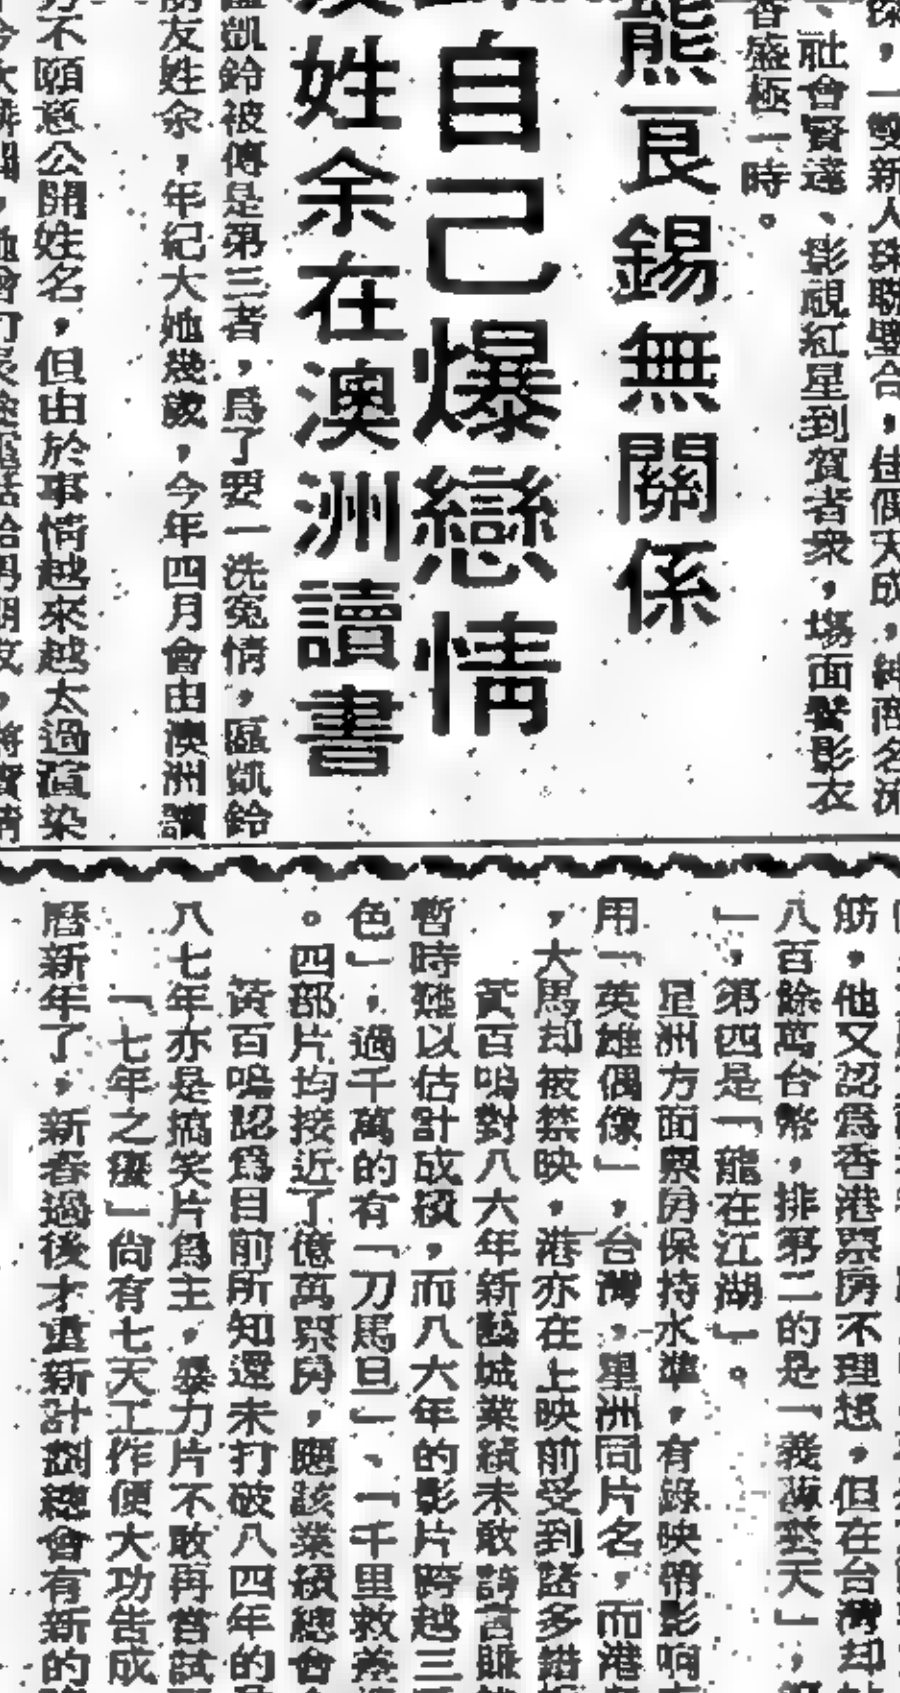 深，一雙新人珠聯璧合，佳偶天成，紳商名流
、社會賢達、影視紅星到賀者衆，場面鬢影衣
香盛極一時。
熊良錫無關係
自己爆戀情
姓余在澳洲讀書
區凱鈴被傳是第三者，爲了要一洗寃情，區凱鈴
朋友姓余，年紀大她幾歲，今年四月會由澳洲讀
不願意公開姓名，但由於事情越來越太過渲染
筋，他又認爲香港票房不理想，但在台灣却
八百餘萬台幣，排第二的是「義薄雲天」，
」，第四是「龍在江湖」。
星洲方面票房保持水準，有錄映帶影响
用「英雄偶像」，台灣，星洲同片名，而港
，大馬却被禁映，港亦在上映前受到諸多
黃百鳴對八六年新藝城業績未敢誇言
暫時難以估計成績，而八六年的影片跨越三
色」，過千萬的有「刀馬旦」、「千里救差
。四部片均接近了億萬票房，應該業績總會
黃百鳴認爲目前所知還未打破八四年的
八七年亦是搞笑片爲主，暴力片不敢再嘗試
「七年之癢」尙有七天工作便大功告成
曆新年了，新春過後才重新計劃總會有新的